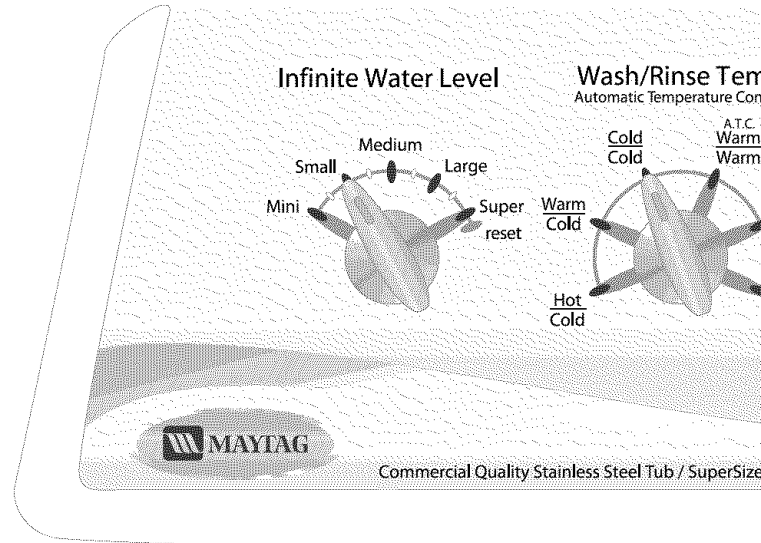 Infinite Water Level
Medium
Small
Large
Mini
Super
reset
Wash/Rinse Tem
Automatic Temperature Con
A.T.C.
Cold
Cold
Warm
Warm
Warm
Cold
Hot
Cold
MAYTAG
Commercial Quality Stainless Steel Tub / SuperSize